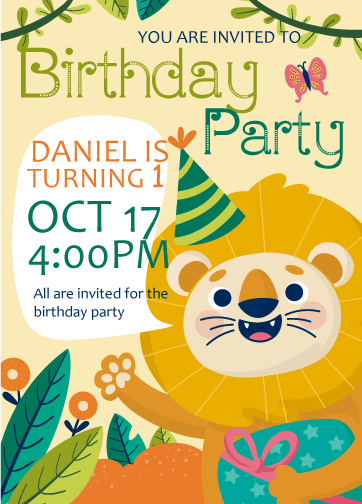 YOU ARE INVITED TO
Birthday
Party
DANIEL IS
TURNING 1
OCT 17
4:00PM
All are invited for the
birthday party